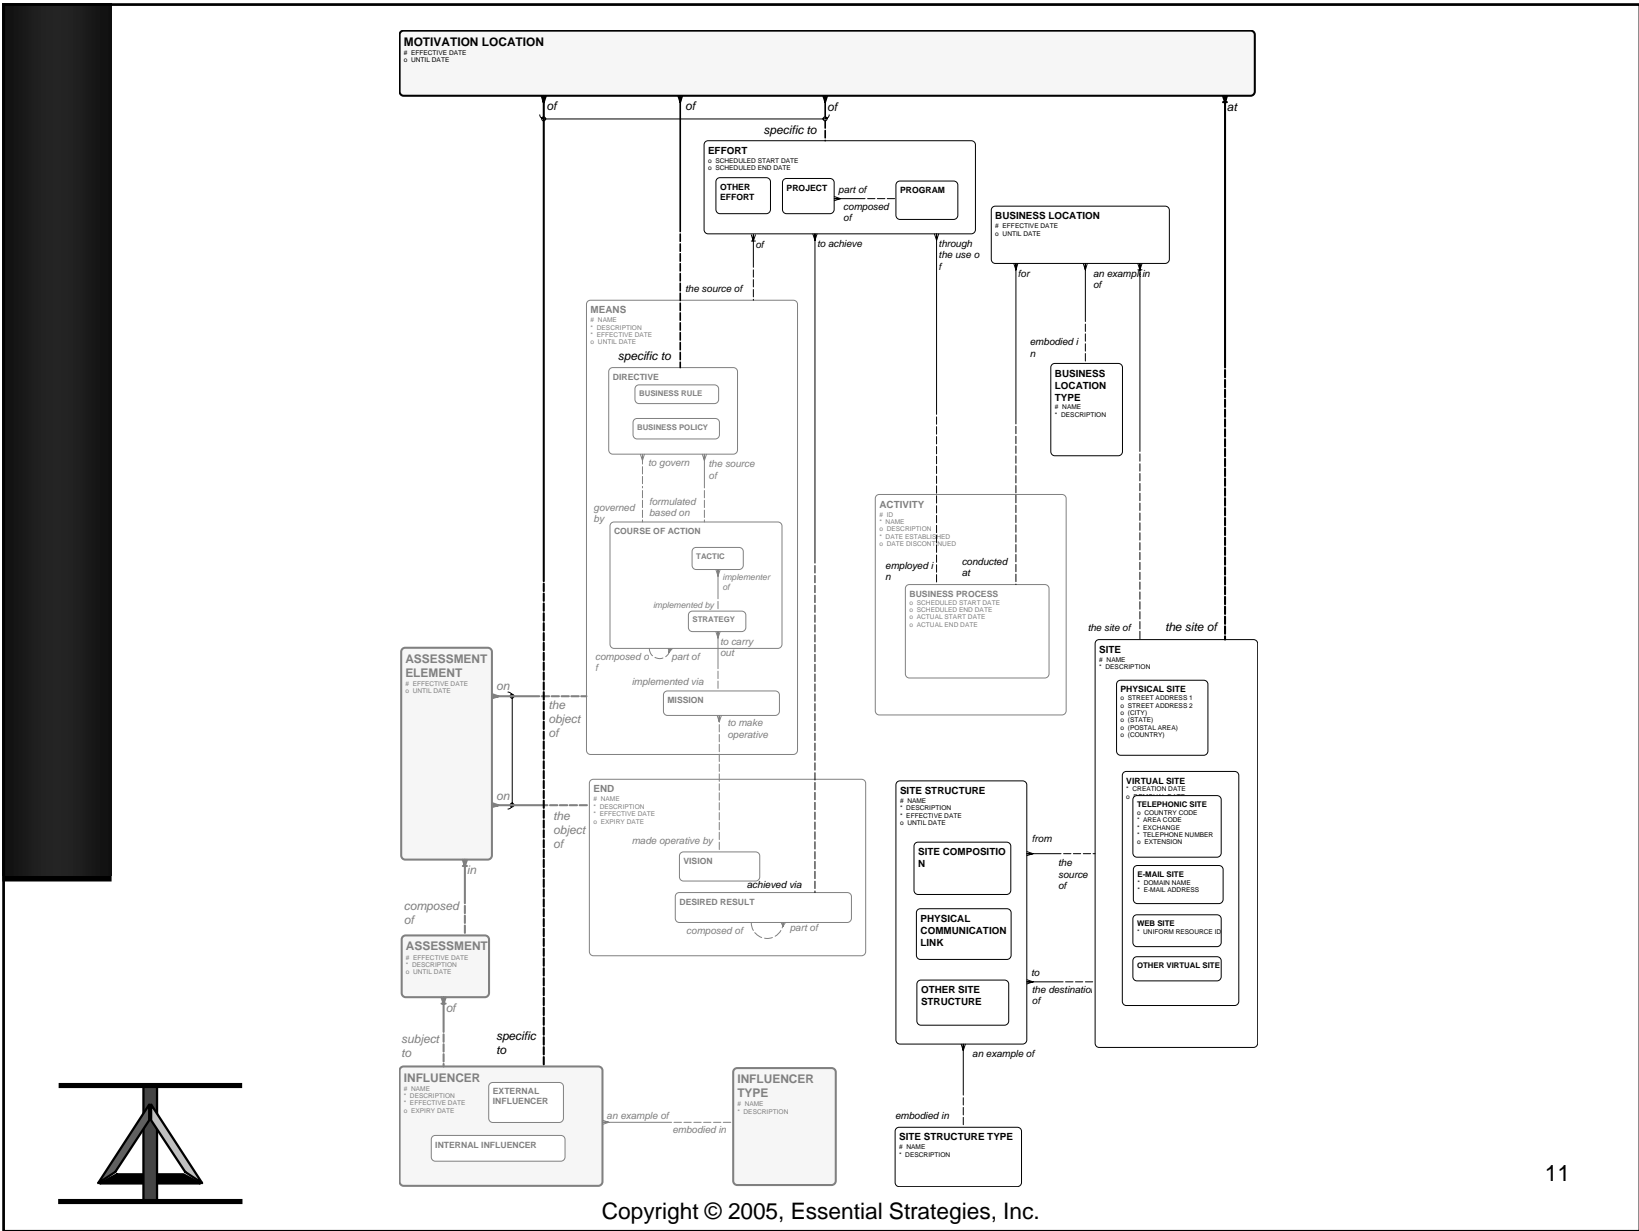 MOTIVATION LOCATION
# EFFECTIVE DATE
o UNTIL DATE
of
of
of
at
specific to
EFFORT
o SCHEDULED START DATE
o SCHEDULED END DATE
OTHER
EFFORT
PROJECT
part of
composed
of
PROGRAM
of
to achieve
through
the use o
f
BUSINESS LOCATION
# EFFECTIVE DATE
o UNTIL DATE
for
an exampl
of
in
the source of
embodied i
n
BUSINESS
LOCATION
TYPE
# NAME
* DESCRIPTION
MEANS
# NAME
* DESCRIPTION
* EFFECTIVE DATE
o UNTIL DATE
specific to
DIRECTIVE
BUSINESS RULE
BUSINESS POLICY
to govern
the source
of
governed
by
formulated
based on
COURSE OF ACTION
TACTIC
implementer
of
implemented by
STRATEGY
to carry
out
composed o
f
part of
implemented via
MISSION
to make
operative
ACTIVITY
# ID
* NAME
o DESCRIPTION
* DATE ESTABLISHED
o DATE DISCONTINUED
employed i
n
conducted
at
BUSINESS PROCESS
o SCHEDULED START DATE
o SCHEDULED END DATE
o ACTUAL START DATE
o ACTUAL END DATE
the site of
the site of
SITE
# NAME
* DESCRIPTION
PHYSICAL SITE
o STREET ADDRESS 1
o STREET ADDRESS 2
o (CITY)
o (STATE)
o (POSTAL AREA)
o (COUNTRY)
VIRTUAL SITE
* CREATION DATE
o
TELEPHONIC SITE
o COUNTRY CODE
* AREA CODE
* EXCHANGE
* TELEPHONE NUMBER
o EXTENSION
E-MAIL SITE
* DOMAIN NAME
* E-MAIL ADDRESS
WEB SITE
* UNIFORM RESOURCE ID
OTHER VIRTUAL SITE
ASSESSMENT
ELEMENT
# EFFECTIVE DATE
o UNTIL DATE
on
the
object
of
on
the
object
of
in
composed
of
ASSESSMENT
# EFFECTIVE DATE
* DESCRIPTION
o UNTIL DATE
of
subject
to
specific
to
END
# NAME
* DESCRIPTION
* EFFECTIVE DATE
o EXPIRY DATE
made operative by
VISION
achieved via
DESIRED RESULT
composed of
part of
SITE STRUCTURE
# NAME
* DESCRIPTION
* EFFECTIVE DATE
o UNTIL DATE
SITE COMPOSITIO
N
PHYSICAL
COMMUNICATION
LINK
OTHER SITE
STRUCTURE
from
the
source
of
to
the destination
of
an example of
embodied in
SITE STRUCTURE TYPE
# NAME
* DESCRIPTION
INFLUENCER
# NAME
* DESCRIPTION
* EFFECTIVE DATE
o EXPIRY DATE
EXTERNAL
INFLUENCER
INTERNAL INFLUENCER
an example of
embodied in
INFLUENCER
TYPE
# NAME
* DESCRIPTION
11
Copyright © 2005, Essential Strategies, Inc.